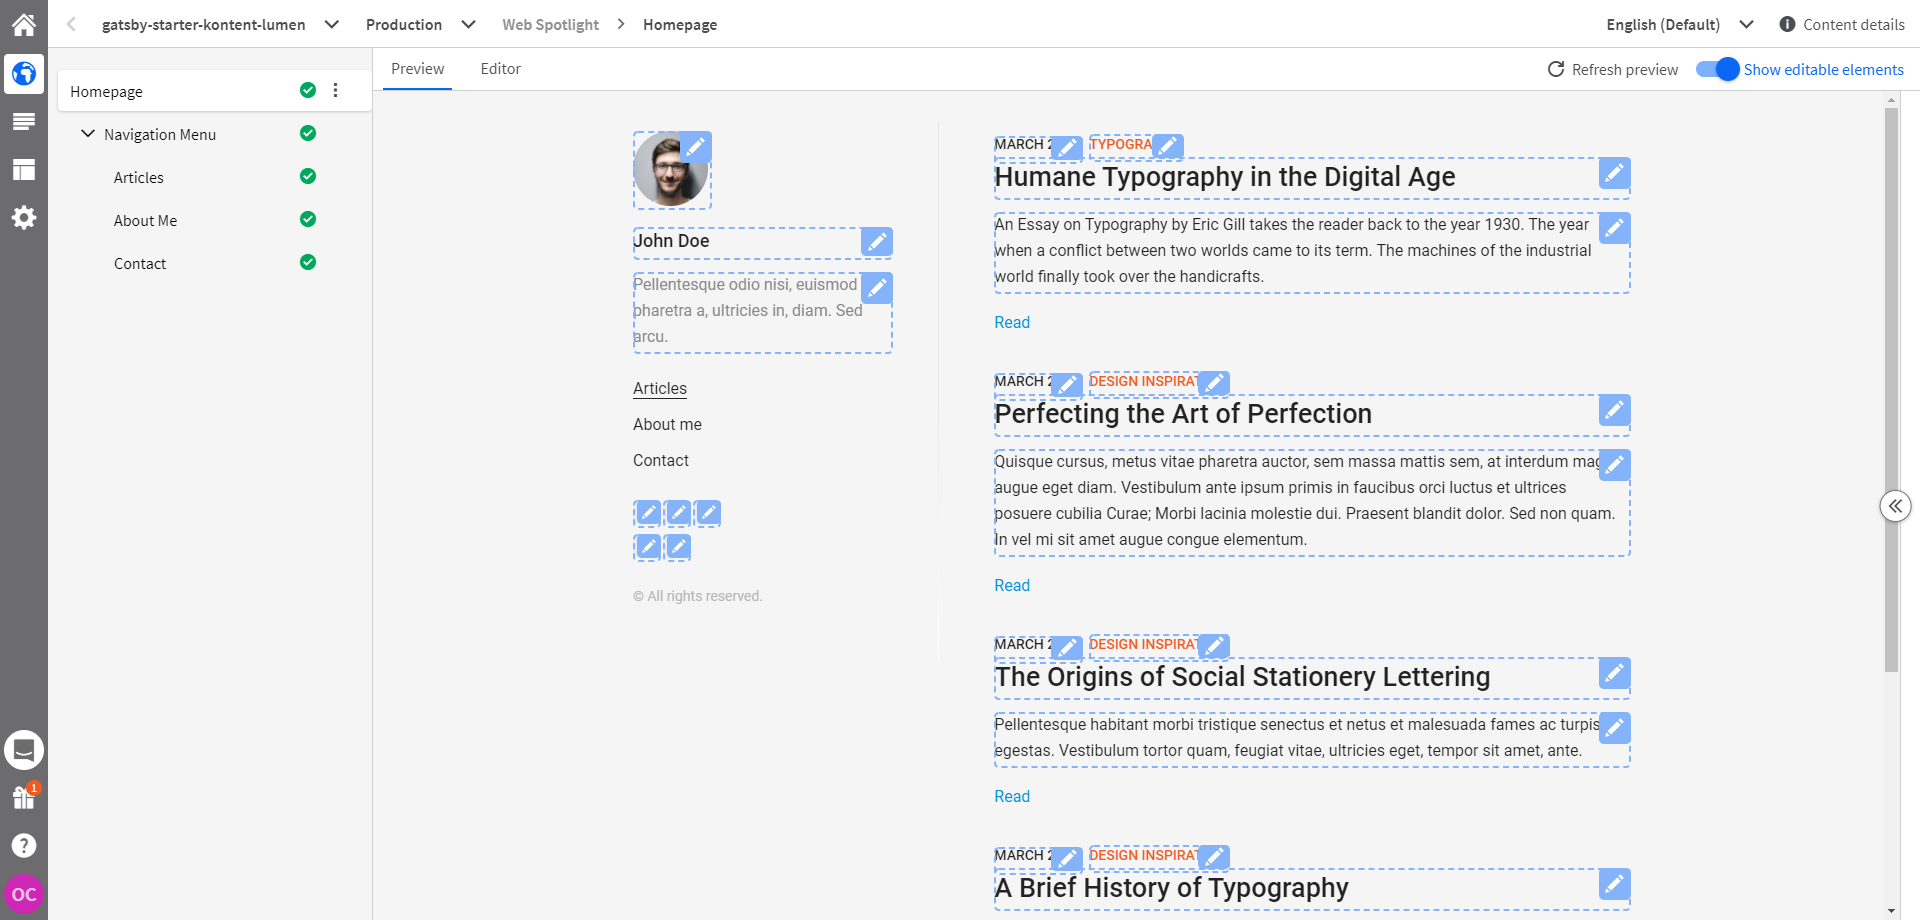 gatsby-starter-kontent-lumen Production Web Spotlight > Homepage English (Default) Content details
Preview Editor Refresh preview Show editable elements
Homepage
Navigation Menu
Articles
About Me
Contact
1
OC
John Doe
Pellentesque odio nisi, euismod
pharetra a, ultricies in, diam. Sed
arcu.
Articles
About me
Contact
© All rights reserved.
MARCH
Humane Typography in the Digital Age
An Essay on Typography by Eric Gill takes the reader back to the year 1930. The year
when a conflict between two worlds came to its term. The machines of the industrial
world finally took over the handicrafts.
Read
MARCH DESIGN
Perfecting the Art of Perfection
Quisque cursus, metus vitae pharetra auctor, sem massa mattis sem, at interdum
augue eget diam. Vestibulum ante ipsum primis in faucibus orci luctus et ultrices
posuere cubilia Curae; Morbi lacinia molestie dui. Praesent blandit dolor. Sed non quam.
In vel mi sit amet augue congue elementum.
Read
MARCH DESIGN
The Origins of Social Stationery Lettering
Pellentesque habitant morbi tristique senectus et netus et malesuada fames ac turpis
egestas. Vestibulum tortor quam, feugiat vitae, ultricies eget, tempor sit amet, ante.
Read
MARCH DESIGN
A Brief History of Typography